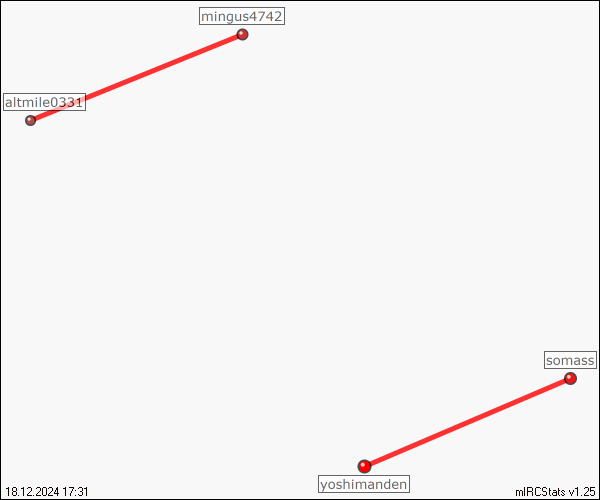 mingus4742
altmile0331
somass
yoshimanden
18.12.2024 17:31
mIRCStats v1.25